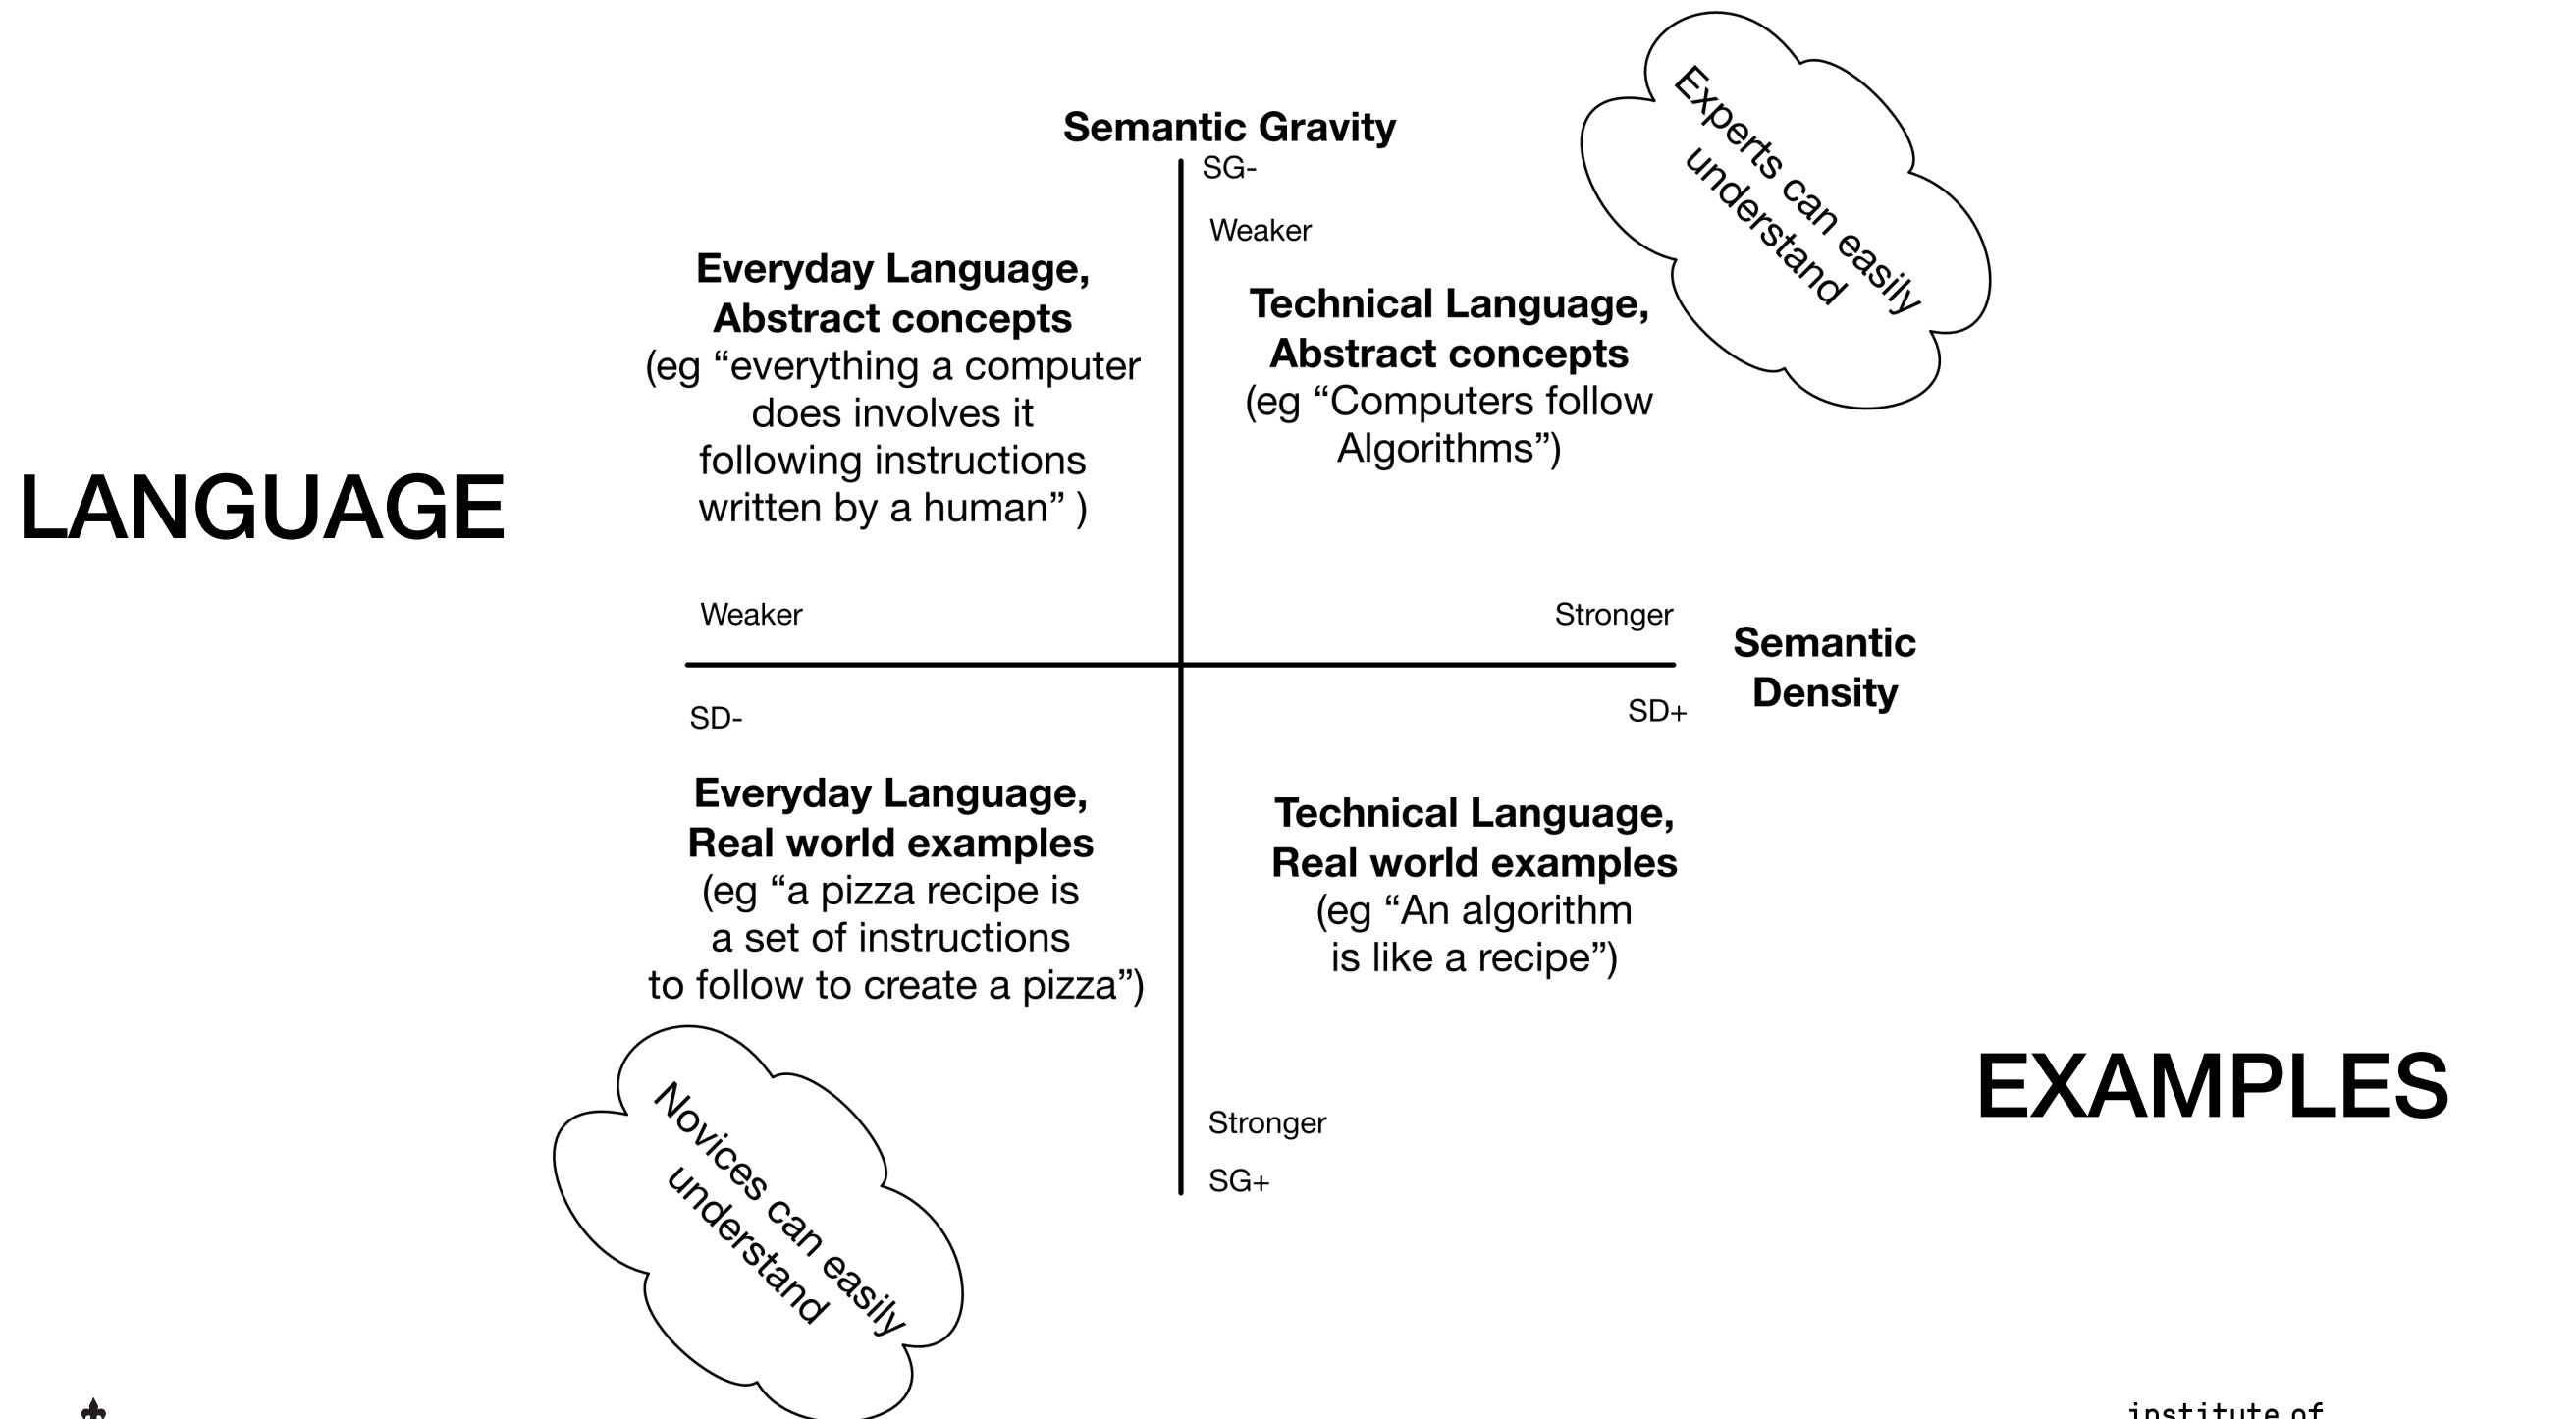 Semantic Gravity
SG-
Weaker
Experts can easily
understand
Everyday Language,
Abstract concepts
(eg “everything a computer
does involves it
following instructions
written by a human” )
Technical Language,
Abstract concepts
(eg “Computers follow
Algorithms”)
LANGUAGE
Weaker
Stronger
Semantic
Density
SD-
SD+
Everyday Language,
Real world examples
(eg “a pizza recipe is
a set of instructions
to follow to create a pizza”)
Technical Language,
Real world examples
(eg “An algorithm
is like a recipe”)
EXAMPLES
Stronger
SG+
Novices can easily
understand
institute of